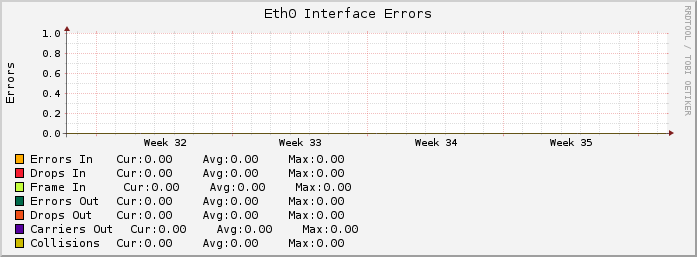 Eth0 Interface Errors
RRDTOOL / TOBI OETIKER
Errors
1.0
0.8
0.6
0.4
0.2
0.0
Week 32 Week 33 Week 34 Week 35
Errors In Cur:0.00 Avg:0.00 Max:0.00
Drops In Cur:0.00 Avg:0.00 Max:0.00
Frame In Cur:0.00 Avg:0.00 Max:0.00
Errors Out Cur:0.00 Avg:0.00 Max:0.00
Drops Out Cur:0.00 Avg:0.00 Max:0.00
Carriers Out Cur:0.00 Avg:0.00 Max:0.00
Collisions Cur:0.00 Avg:0.00 Max:0.00